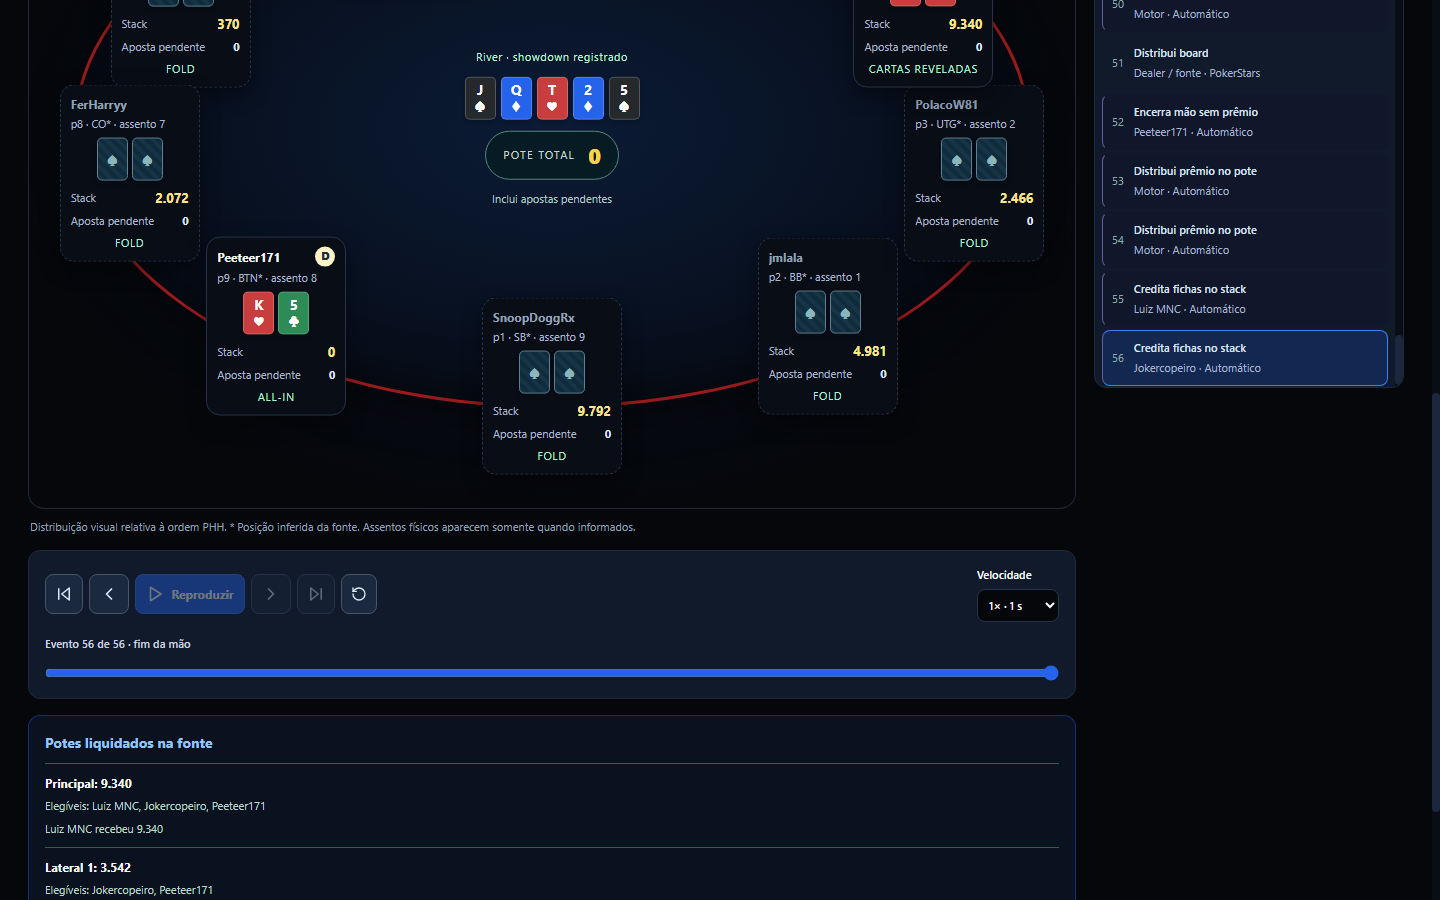 Stack 370
Aposta pendente 0
FOLD
Stack 9.340
Aposta pendente 0
CARTAS REVELADAS
River · showdown registrado
J Q T 2 5
POTE TOTAL 0
Inclui apostas pendentes
FerHarryy
p8 · CO* · assento 7
Stack 2.072
Aposta pendente 0
FOLD
PolacoW81
p3 · UTG* · assento 2
Stack 2.466
Aposta pendente 0
FOLD
Peeteer171 D
p9 · BTN* · assento 8
K 5
Stack 0
Aposta pendente 0
ALL-IN
SnoopDoggRx
p1 · SB* · assento 9
Stack 9.792
Aposta pendente 0
FOLD
jmlala
p2 · BB* · assento 1
Stack 4.981
Aposta pendente 0
FOLD
Distribuição visual relativa à ordem PHH. * Posição inferida da fonte. Assentos físicos aparecem somente quando informados.
Reproduzir
Velocidade
1× · 1 s
Evento 56 de 56 · fim da mão
Potes liquidados na fonte
Principal: 9.340
Elegíveis: Luiz MNC, Jokercopeiro, Peeteer171
Luiz MNC recebeu 9.340
Lateral 1: 3.542
Elegíveis: Jokercopeiro, Peeteer171
50
Motor · Automático
51 Distribui board
Dealer / fonte · PokerStars
52 Encerra mão sem prêmio
Peeteer171 · Automático
53 Distribui prêmio no pote
Motor · Automático
54 Distribui prêmio no pote
Motor · Automático
55 Credita fichas no stack
Luiz MNC · Automático
56 Credita fichas no stack
Jokercopeiro · Automático